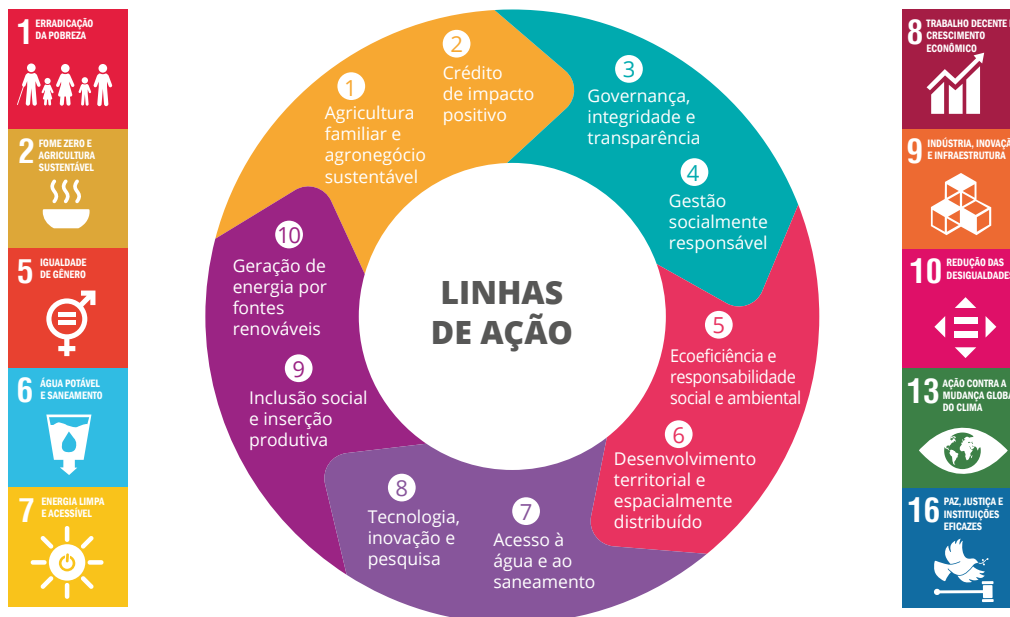 1 ERRADICAÇÃO
DA POBREZA
2 FOME ZERO E
AGRICULTURA
SUSTENTÁVEL
5 IGUALDADE
DE GÊNERO
6 ÁGUA POTÁVEL
E SANEAMENTO
7 ENERGIA LIMPA
E ACESSÍVEL
LINHAS
DE AÇÃO
1
Agricultura
familiar e
agronegócio
sustentável
2
Crédito
de impacto
positivo
3
Governança,
integridade e
transparência
4
Gestão
socialmente
responsável
5
Ecoeficiência e
responsabilidade
social e ambiental
6
Desenvolvimento
territorial e
espacialmente
distribuído
7
Acesso à
água e ao
saneamento
8
Tecnologia,
inovação e
pesquisa
9
Inclusão social
e inserção
produtiva
10
Geração de
energia por
fontes
renováveis
8 TRABALHO DECENTE
CRESCIMENTO
ECONÔMICO
9 INDÚSTRIA, INOVAÇÃ
E INFRAESTRUTURA
10 REDUÇÃO DAS
DESIGUALDADES
13 AÇÃO CONTRA A
MUDANÇA GLOBA
DO CLIMA
16 PAZ, JUSTIÇA E
INSTITUIÇÕES
EFICAZES